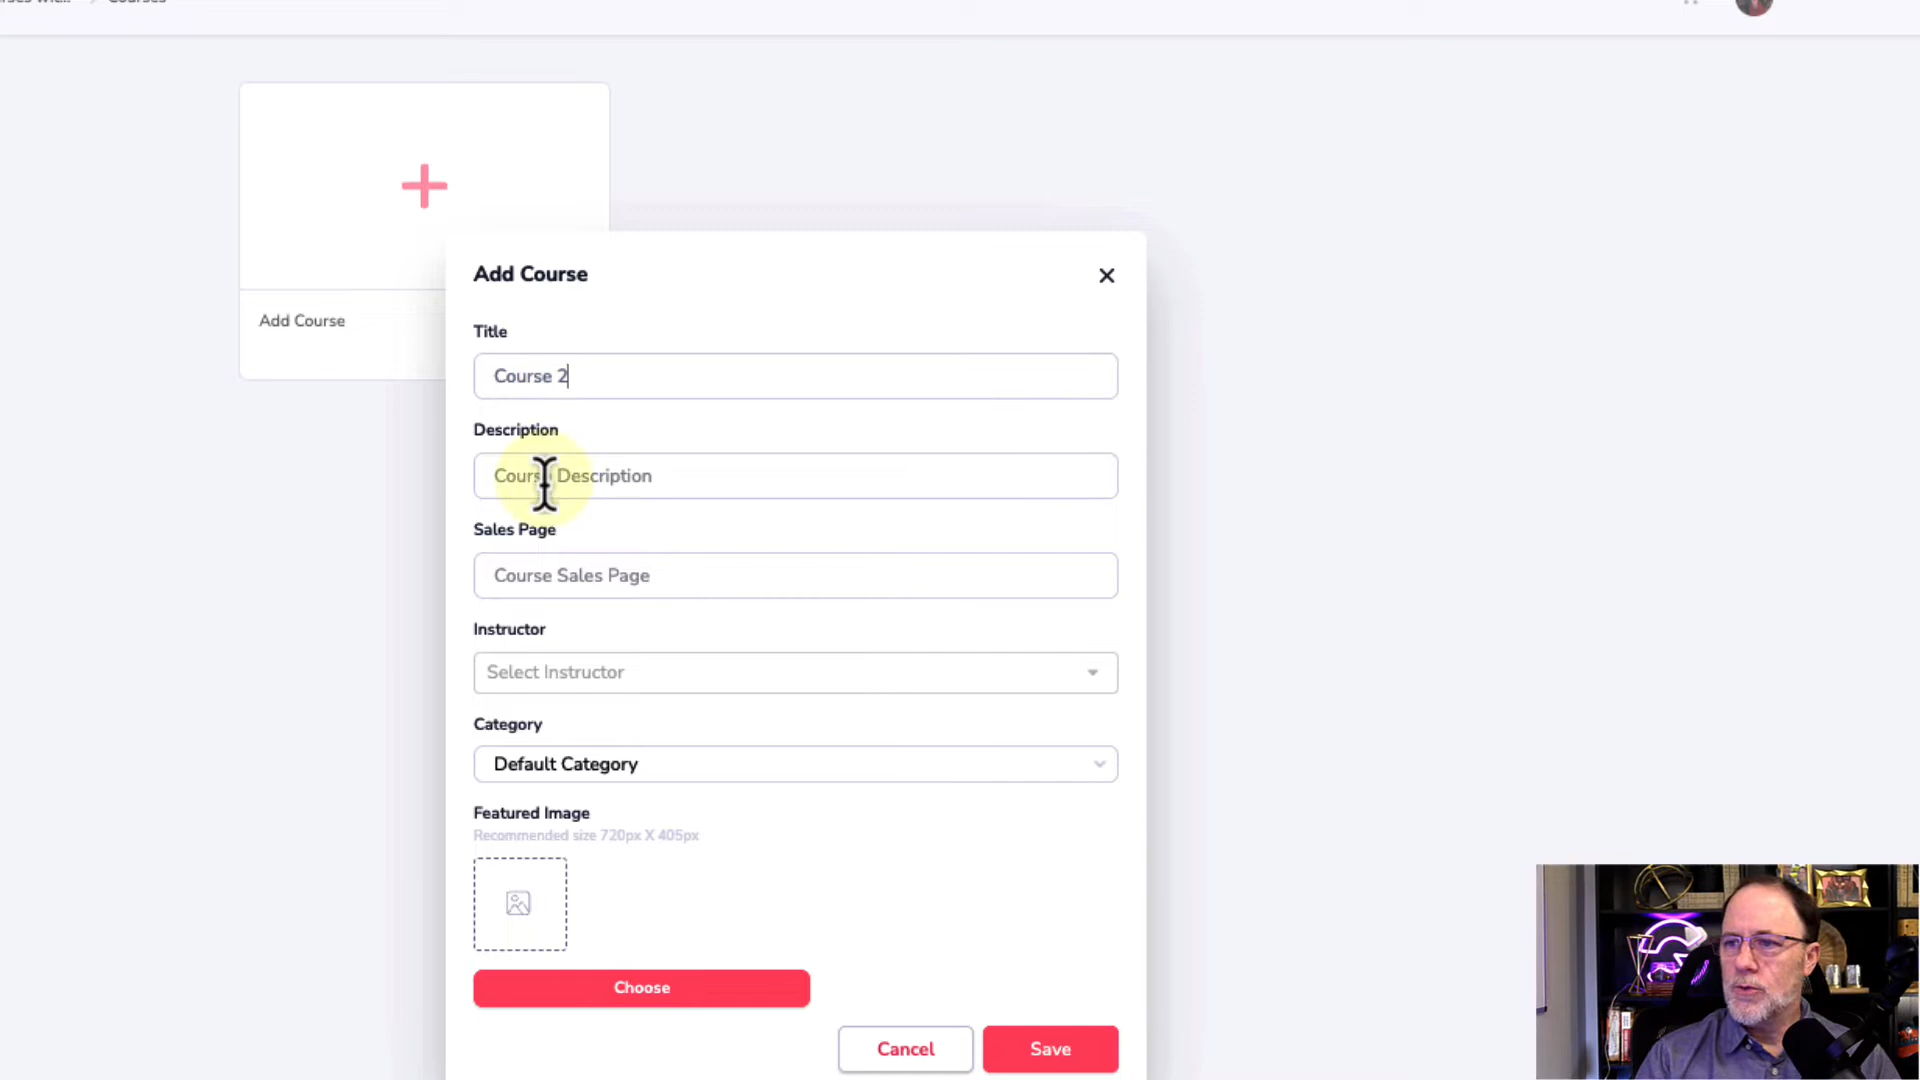 Courses
Add Course
Add Course
Title
Course 2
Description
Course Description
Sales Page
Course Sales Page
Instructor
Select Instructor
Category
Default Category
Featured Image
Recommended size 720px X 405px
Choose
Cancel
Save